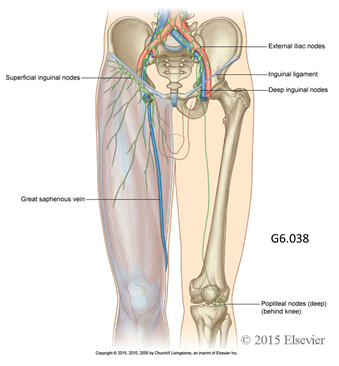 External iliac nodes
Superficial inguinal nodes
Inguinal ligament
Deep inguinal nodes
Great saphenous vein
G6.038
Popliteal nodes (deep)
(behind knee)
© 2015 Elsevier
Copyright © 2015, 2010, 2005 by Churchill Livingstone, an imprint of Elsevier Inc.